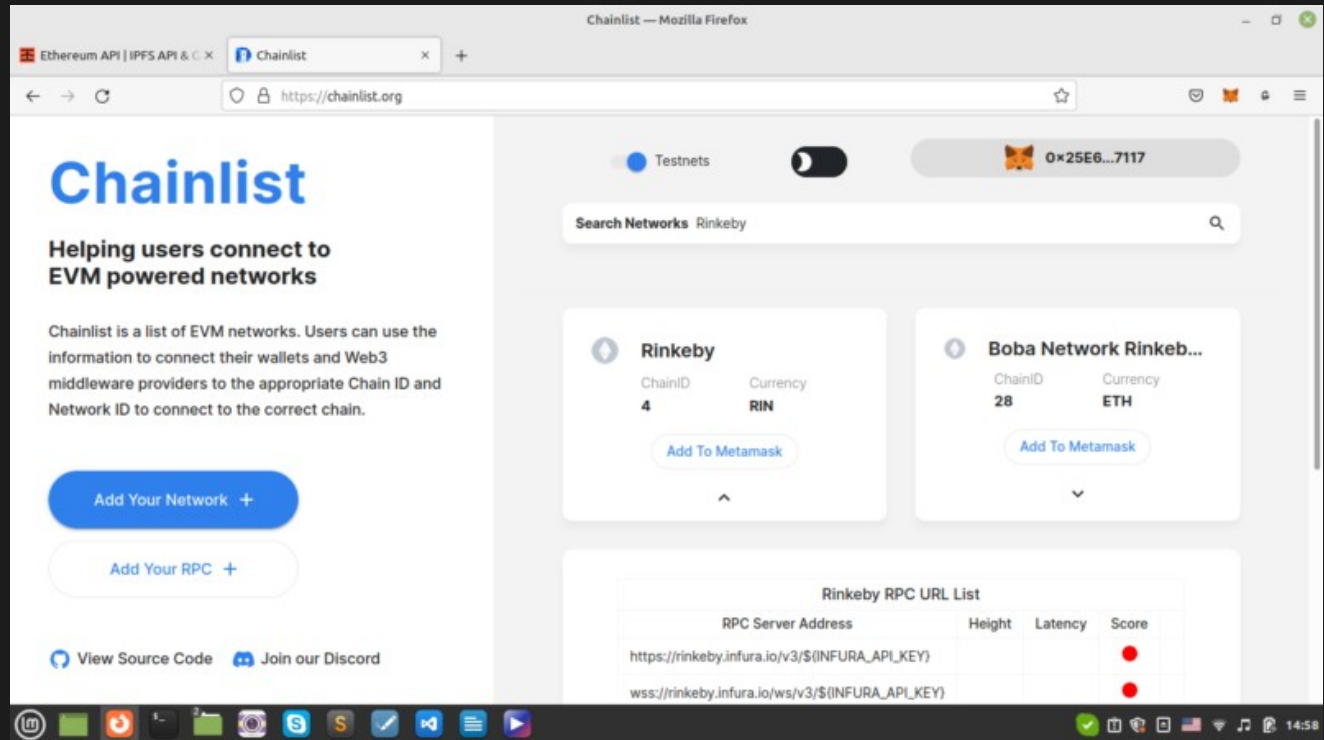 Chainlist — Mozilla Firefox
Ethereum API | IPFS API & G
Chainlist
https://chainlist.org
Chainlist
Helping users connect to
EVM powered networks
Chainlist is a list of EVM networks. Users can use the
information to connect their wallets and Web3
middleware providers to the appropriate Chain ID and
Network ID to connect to the correct chain.
Add Your Network +
Add Your RPC +
View Source Code Join our Discord
Testnets
0×25E6...7117
Search Networks Rinkeby
Rinkeby
ChainID Currency
4 RIN
Add To Metamask
Boba Network Rinkeb...
ChainID Currency
28 ETH
Add To Metamask
Rinkeby RPC URL List
RPC Server Address Height Latency Score
https://rinkeby.infura.io/v3/${INFURA_API_KEY}
wss://rinkeby.infura.io/ws/v3/${INFURA_API_KEY}
14:58